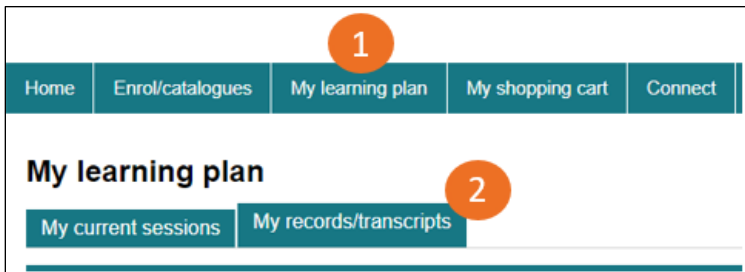 1
Home Enrol/catalogues My learning plan My shopping cart Connect
My learning plan
2
My current sessions My records/transcripts